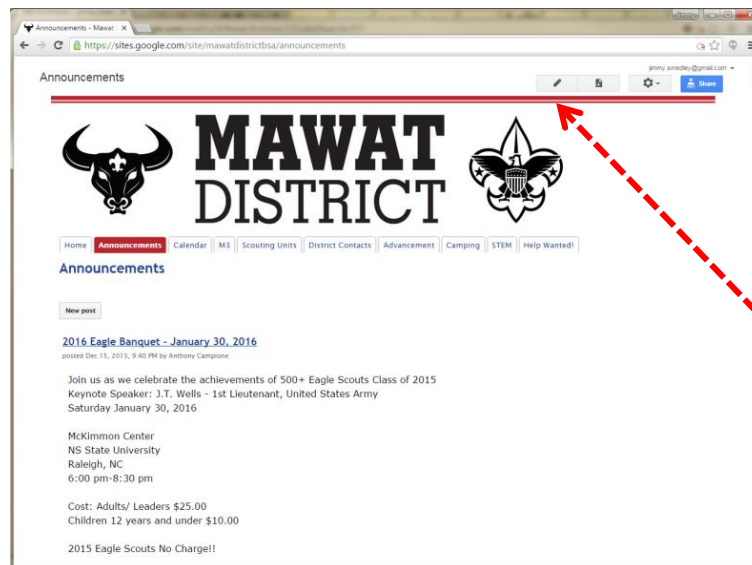 Announcements - Mawat
https://sites.google.com/site/mawatdistrictbsa/announcements
Announcements
Share
MAWAT
DISTRICT
Home Announcements Calendar M3 Scouting Units District Contacts Advancement Camping STEM Help Wanted!
Announcements
New post
2016 Eagle Banquet - January 30, 2016
posted Dec 15, 2015, 9:40 PM by Anthony Campione
Join us as we celebrate the achievements of 500+ Eagle Scouts Class of 2015
Keynote Speaker: J.T. Wells - 1st Lieutenant, United States Army
Saturday January 30, 2016
McKimmon Center
NS State University
Raleigh, NC
6:00 pm-8:30 pm
Cost: Adults/ Leaders $25.00
Children 12 years and under $10.00
2015 Eagle Scouts No Charge!!